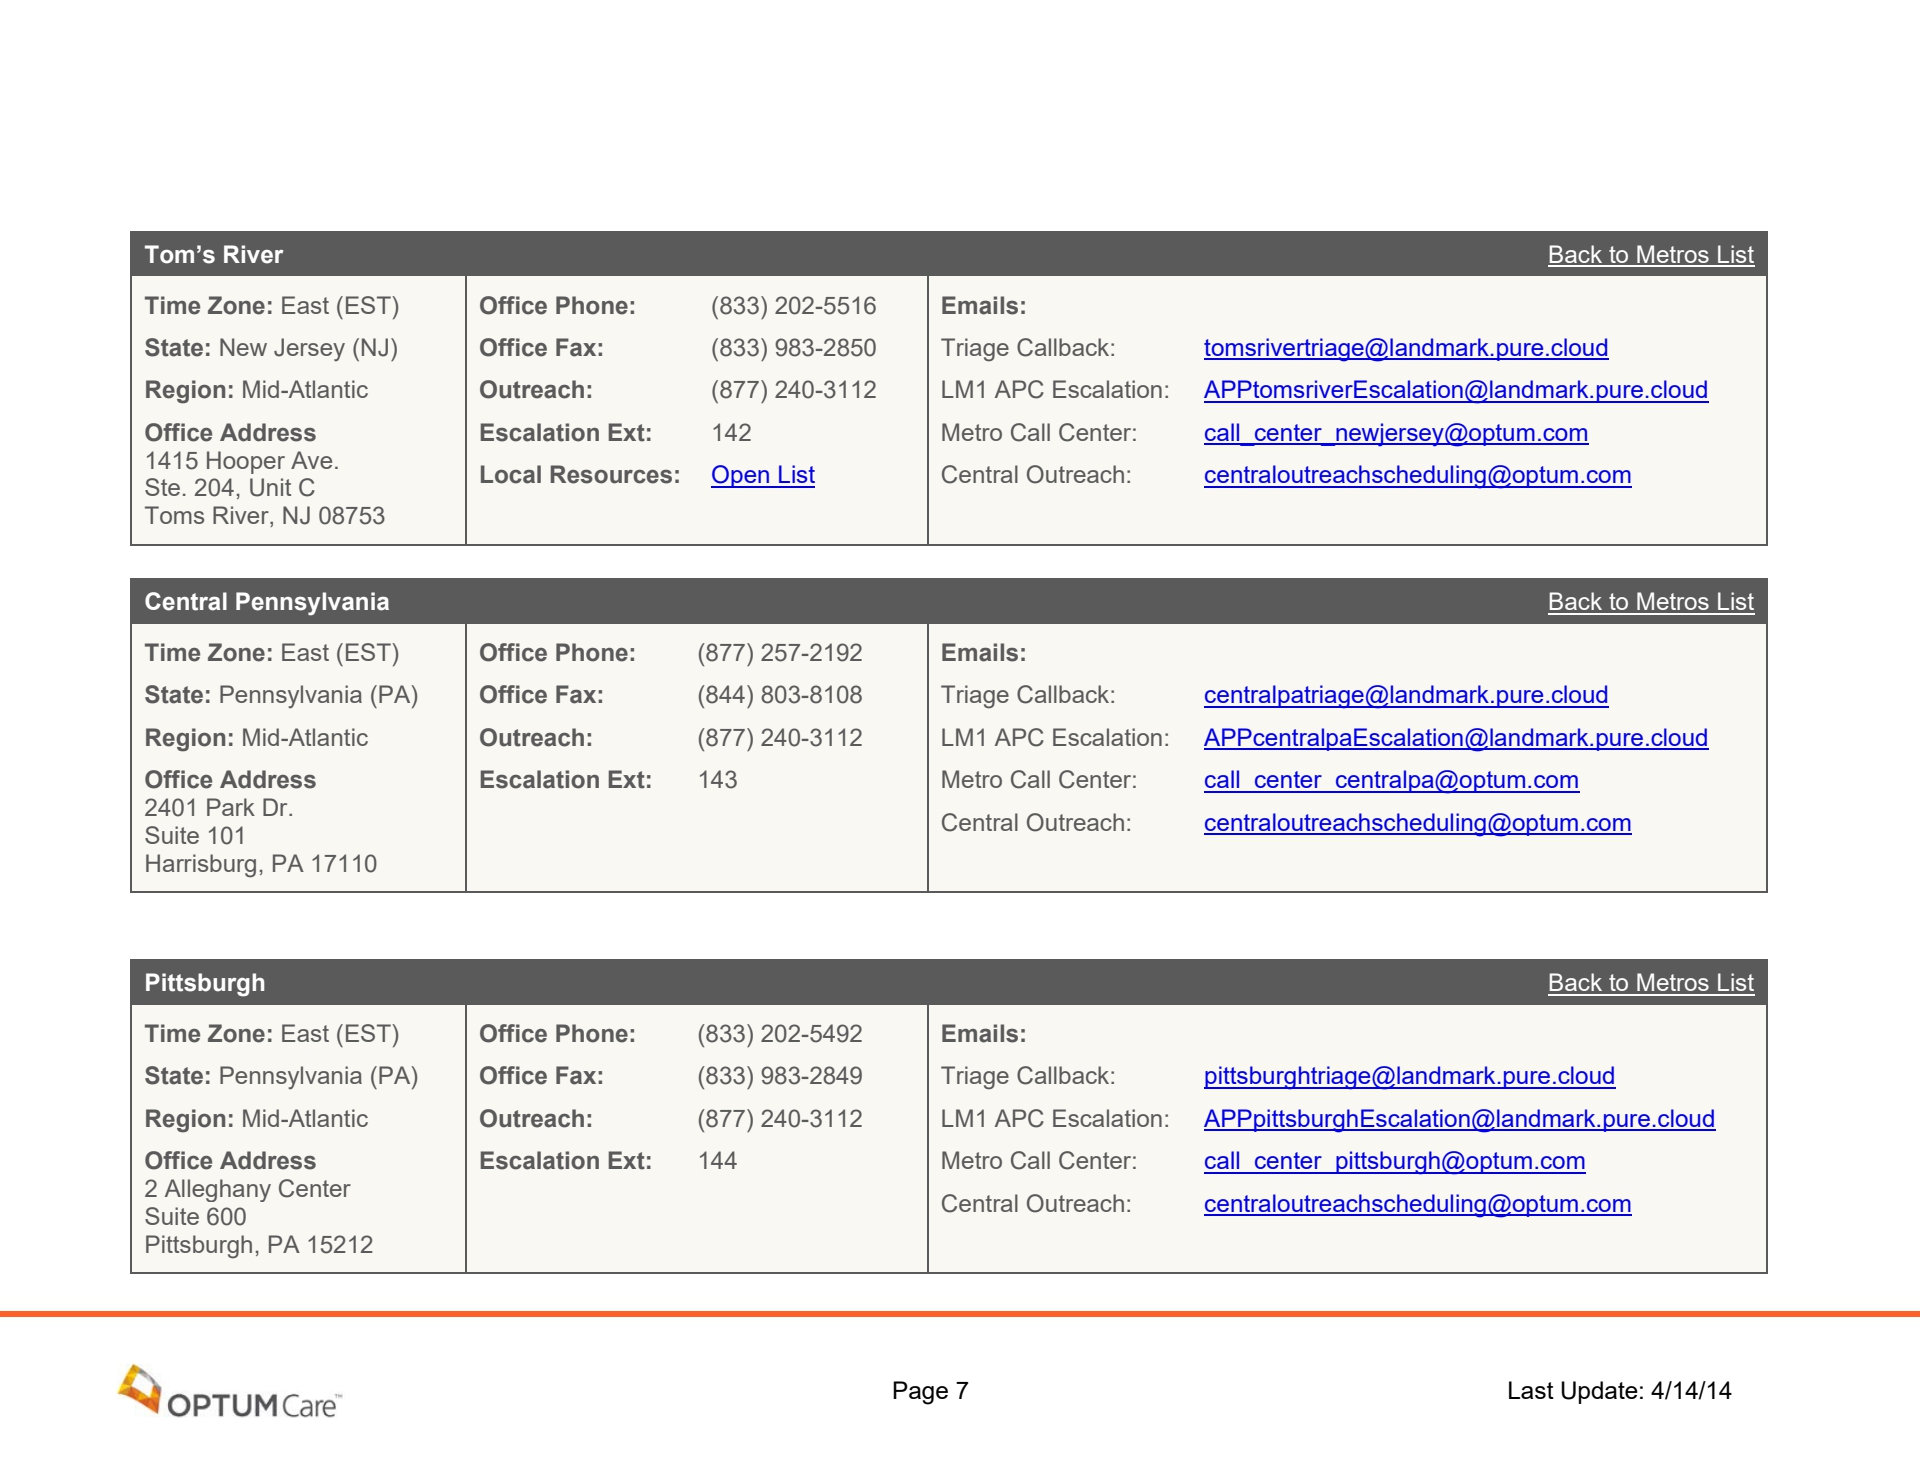 Tom’s River Back to Metros List
Time Zone: East (EST)
State: New Jersey (NJ)
Region: Mid-Atlantic
Office Address
1415 Hooper Ave.
Ste. 204, Unit C
Toms River, NJ 08753
Office Phone: (833) 202-5516
Office Fax: (833) 983-2850
Outreach: (877) 240-3112
Escalation Ext: 142
Local Resources: Open List
Emails:
Triage Callback: tomsrivertriage@landmark.pure.cloud
LM1 APC Escalation: APPtomsriverEscalation@landmark.pure.cloud
Metro Call Center: call_center_newjersey@optum.com
Central Outreach: centraloutreachscheduling@optum.com
Central Pennsylvania Back to Metros List
Time Zone: East (EST)
State: Pennsylvania (PA)
Region: Mid-Atlantic
Office Address
2401 Park Dr.
Suite 101
Harrisburg, PA 17110
Office Phone: (877) 257-2192
Office Fax: (844) 803-8108
Outreach: (877) 240-3112
Escalation Ext: 143
Emails:
Triage Callback: centralpatriage@landmark.pure.cloud
LM1 APC Escalation: APPcentralpaEscalation@landmark.pure.cloud
Metro Call Center: call_center_centralpa@optum.com
Central Outreach: centraloutreachscheduling@optum.com
Pittsburgh Back to Metros List
Time Zone: East (EST)
State: Pennsylvania (PA)
Region: Mid-Atlantic
Office Address
2 Alleghany Center
Suite 600
Pittsburgh, PA 15212
Office Phone: (833) 202-5492
Office Fax: (833) 983-2849
Outreach: (877) 240-3112
Escalation Ext: 144
Emails:
Triage Callback: pittsburghtriage@landmark.pure.cloud
LM1 APC Escalation: APPpittsburghEscalation@landmark.pure.cloud
Metro Call Center: call_center_pittsburgh@optum.com
Central Outreach: centraloutreachscheduling@optum.com
OPTUM Care™ Page 7 Last Update: 4/14/14